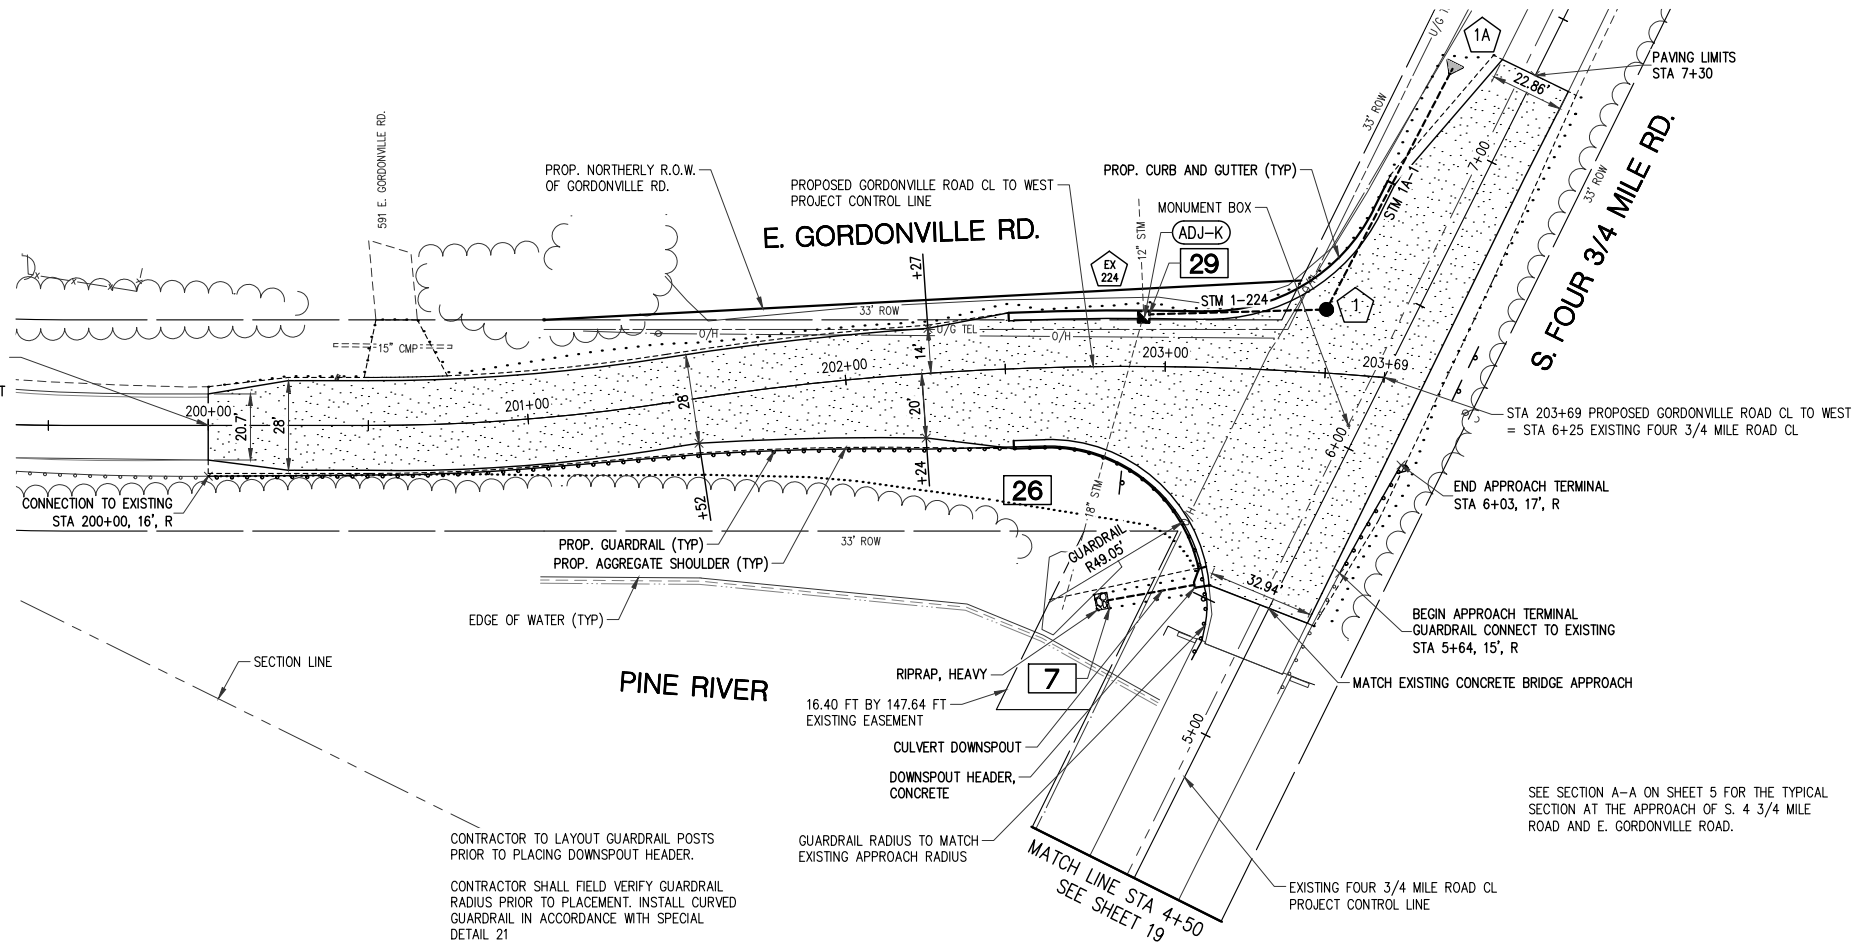 1A
PAVING LIMITS
STA 7+30
22.86'
U/G TEL
33' ROW
7+00
S. FOUR 3/4 MILE RD.
33' ROW
591 E. GORDONVILLE RD.
PROP. NORTHERLY R.O.W.
OF GORDONVILLE RD.
PROPOSED GORDONVILLE ROAD CL TO WEST
PROJECT CONTROL LINE
PROP. CURB AND GUTTER (TYP)
STM 1A-1
MONUMENT BOX
E. GORDONVILLE RD.
12" STM
ADJ-K
29
+27
EX
224
STM 1-224
1
33' ROW
O/H
U/G TEL
O/H
O/H
15" CMP
14'
202+00
203+00
203+69
T
200+00
201+00
20.7'
28'
28'
20'
6+00
STA 203+69 PROPOSED GORDONVILLE ROAD CL TO WEST
= STA 6+25 EXISTING FOUR 3/4 MILE ROAD CL
+24
+52
26
18" STM
O/H
CONNECTION TO EXISTING
STA 200+00, 16', R
END APPROACH TERMINAL
STA 6+03, 17', R
PROP. GUARDRAIL (TYP)
PROP. AGGREGATE SHOULDER (TYP)
33' ROW
GUARDRAIL
R49.05'
32.94'
EDGE OF WATER (TYP)
BEGIN APPROACH TERMINAL
GUARDRAIL CONNECT TO EXISTING
STA 5+64, 15', R
SECTION LINE
PINE RIVER
RIPRAP, HEAVY
7
MATCH EXISTING CONCRETE BRIDGE APPROACH
16.40 FT BY 147.64 FT
EXISTING EASEMENT
5+00
CULVERT DOWNSPOUT
DOWNSPOUT HEADER,
CONCRETE
SEE SECTION A-A ON SHEET 5 FOR THE TYPICAL
SECTION AT THE APPROACH OF S. 4 3/4 MILE
ROAD AND E. GORDONVILLE ROAD.
CONTRACTOR TO LAYOUT GUARDRAIL POSTS
PRIOR TO PLACING DOWNSPOUT HEADER.
GUARDRAIL RADIUS TO MATCH
EXISTING APPROACH RADIUS
MATCH LINE STA 4+50
SEE SHEET 19
EXISTING FOUR 3/4 MILE ROAD CL
PROJECT CONTROL LINE
CONTRACTOR SHALL FIELD VERIFY GUARDRAIL
RADIUS PRIOR TO PLACEMENT. INSTALL CURVED
GUARDRAIL IN ACCORDANCE WITH SPECIAL
DETAIL 21